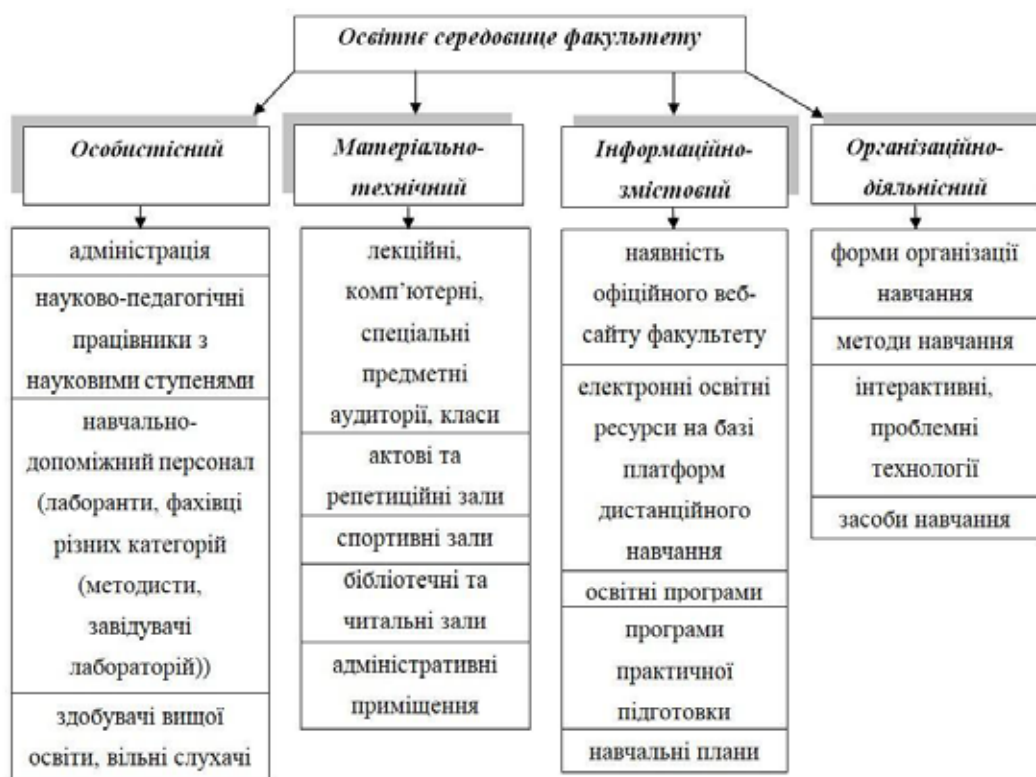 Освітнє середовище факультету
Особистісний
адміністрація
науково-педагогічні
працівники з
науковими ступенями
навчально-
допоміжний персонал
(лаборанти, фахівці
різних категорій
(методисти,
завідувачі
лабораторій))
здобувачі вищої
освіти, вільні слухачі
Матеріально-
технічний
лекційні,
комп’ютерні,
спеціальні
предметні
аудиторії, класи
актові та
репетиційні зали
спортивні зали
бібліотечні та
читальні зали
адміністративні
приміщення
Інформаційно-
змістовий
наявність
офіційного веб-
сайту факультету
електронні освітні
ресурси на базі
платформ
дистанційного
навчання
освітні програми
програми
практичної
підготовки
навчальні плани
Організаційно-
діяльнісний
форми організації
навчання
методи навчання
інтерактивні,
проблемні
технології
засоби навчання